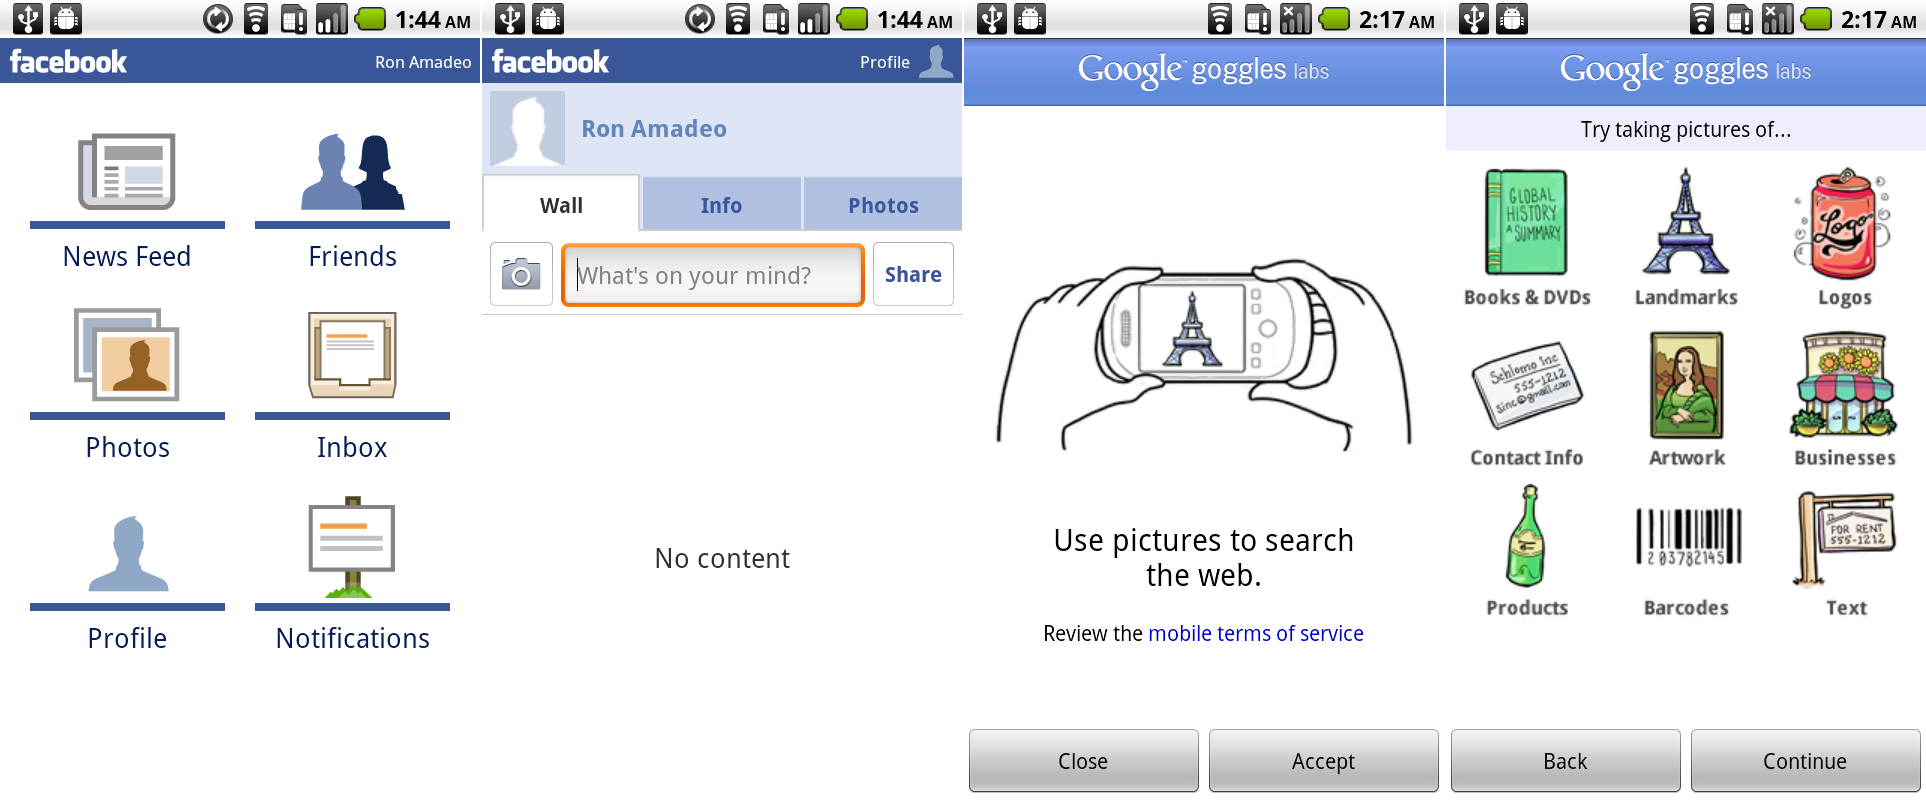 1:44 AM
facebook
Ron Amadeo
News Feed
Friends
Photos
Inbox
Profile
Notifications
1:44 AM
facebook
Profile
Ron Amadeo
Wall
Info
Photos
What's on your mind?
Share
No content
2:17 AM
Google™ goggles labs
Use pictures to search
the web.
Review the mobile terms of service
Close
Accept
2:17 AM
Google™ goggles labs
Try taking pictures of...
GLOBAL
HISTORY
A
SUMMARY
Books & DVDs
Landmarks
Logo
Logos
Schlomo Inc
555-1212
sinc@gmail.com
Contact Info
Artwork
Businesses
Products
2 03782145
Barcodes
FOR RENT
555-1212
Text
Back
Continue